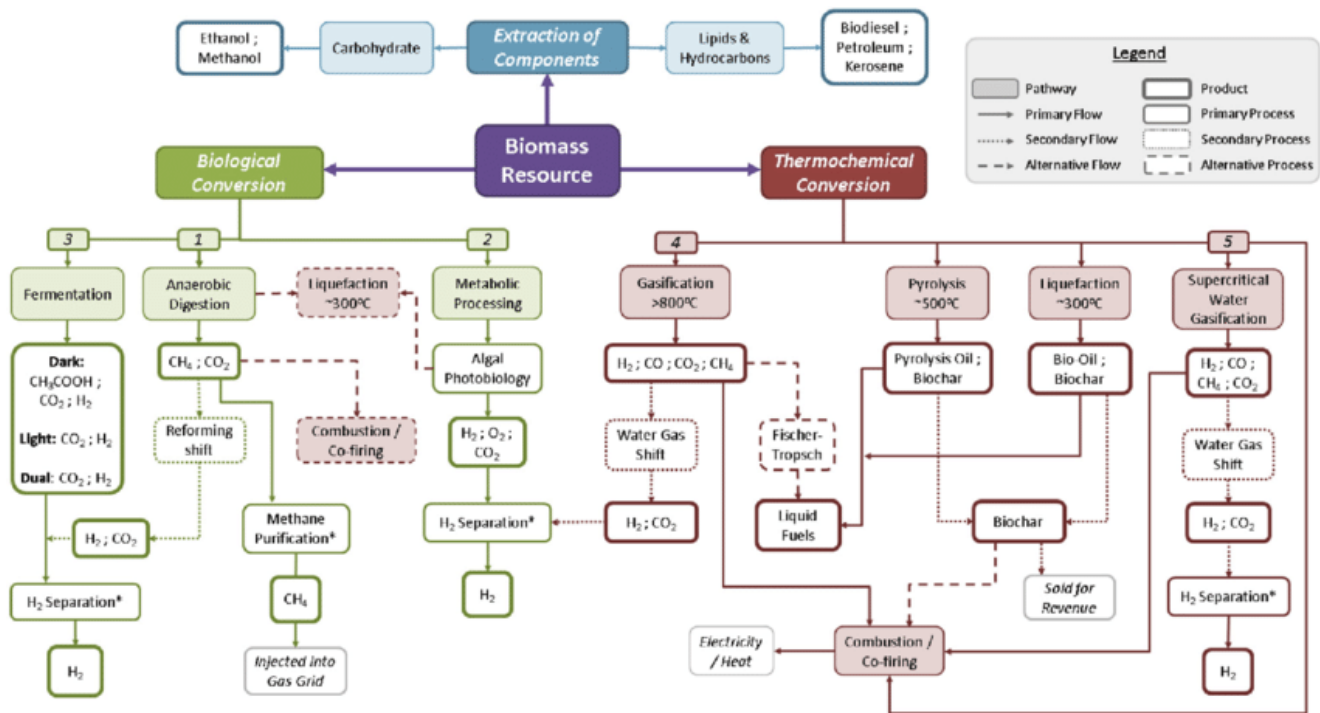 Ethanol ;
Methanol
Carbohydrate
Extraction of
Components
Lipids &
Hydrocarbons
Biodiesel ;
Petroleum ;
Kerosene
Legend
Pathway
Product
Primary Flow
Primary Process
Secondary Flow
Secondary Process
Alternative Flow
Alternative Process
Biological
Conversion
Biomass
Resource
Thermochemical
Conversion
3
1
2
4
5
Fermentation
Anaerobic
Digestion
Liquefaction
~300ºC
Metabolic
Processing
Gasification
>800ºC
Pyrolysis
~500ºC
Liquefaction
~300ºC
Supercritical
Water
Gasification
Dark:
CH₃COOH ;
CO₂ ; H₂
Light: CO₂ ; H₂
Dual: CO₂ ; H₂
CH₄ ; CO₂
Algal
Photobiology
H₂ ; CO ; CO₂ ; CH₄
Pyrolysis Oil ;
Biochar
Bio-Oil ;
Biochar
H₂ ; CO ;
CH₄ ; CO₂
Reforming
shift
Combustion /
Co-firing
H₂ ; O₂ ;
CO₂
Water Gas
Shift
Fischer-
Tropsch
Water Gas
Shift
H₂ ; CO₂
Methane
Purification*
H₂ Separation*
H₂ ; CO₂
Liquid
Fuels
Biochar
H₂ ; CO₂
H₂ Separation*
CH₄
H₂
Sold for
Revenue
H₂ Separation*
H₂
Injected into
Gas Grid
Electricity
/ Heat
Combustion /
Co-firing
H₂